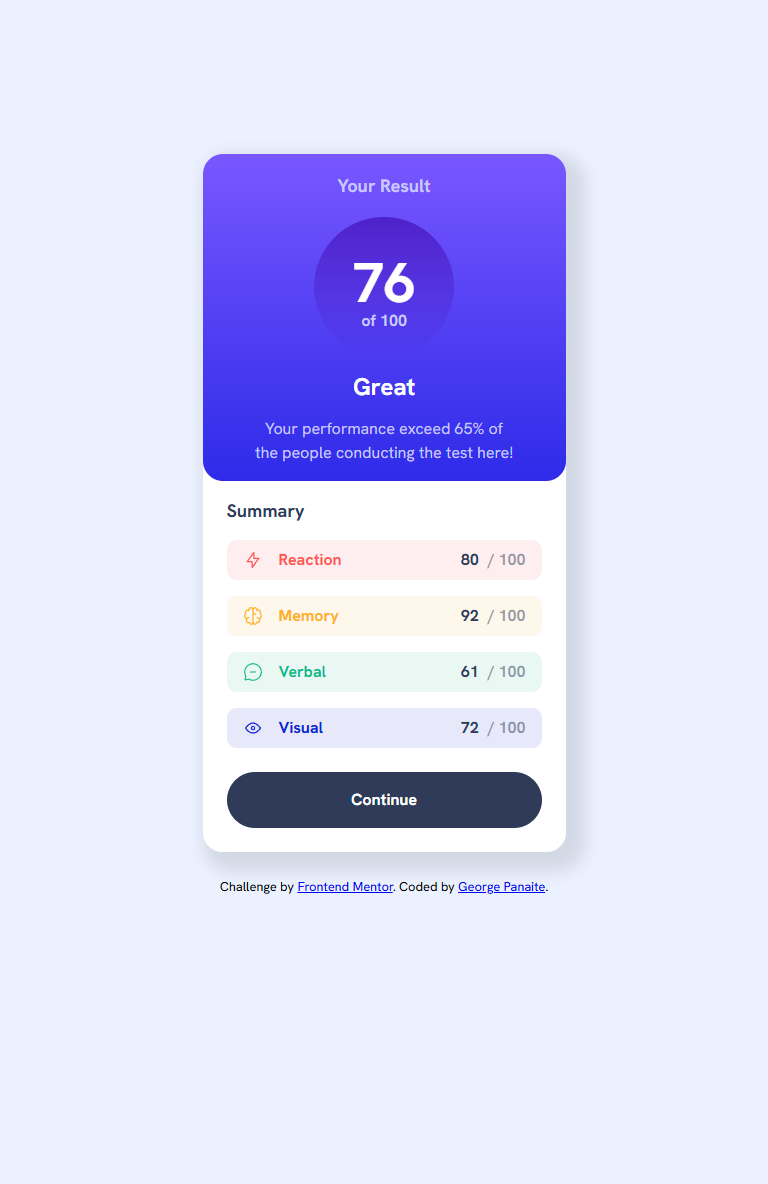 Your Result
76
of 100
Great
Your performance exceed 65% of
the people conducting the test here!
Summary
Reaction 80 / 100
Memory 92 / 100
Verbal 61 / 100
Visual 72 / 100
Continue
Challenge by Frontend Mentor. Coded by George Panaite.